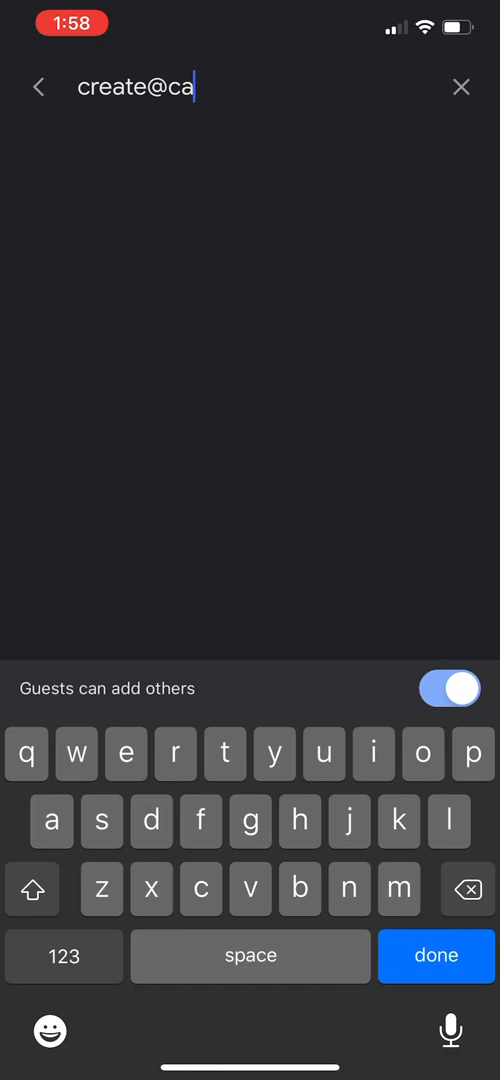 1:58
create@ca
Guests can add others
q w e r t y u i o p
a s d f g h j k l
z x c v b n m
123 space done